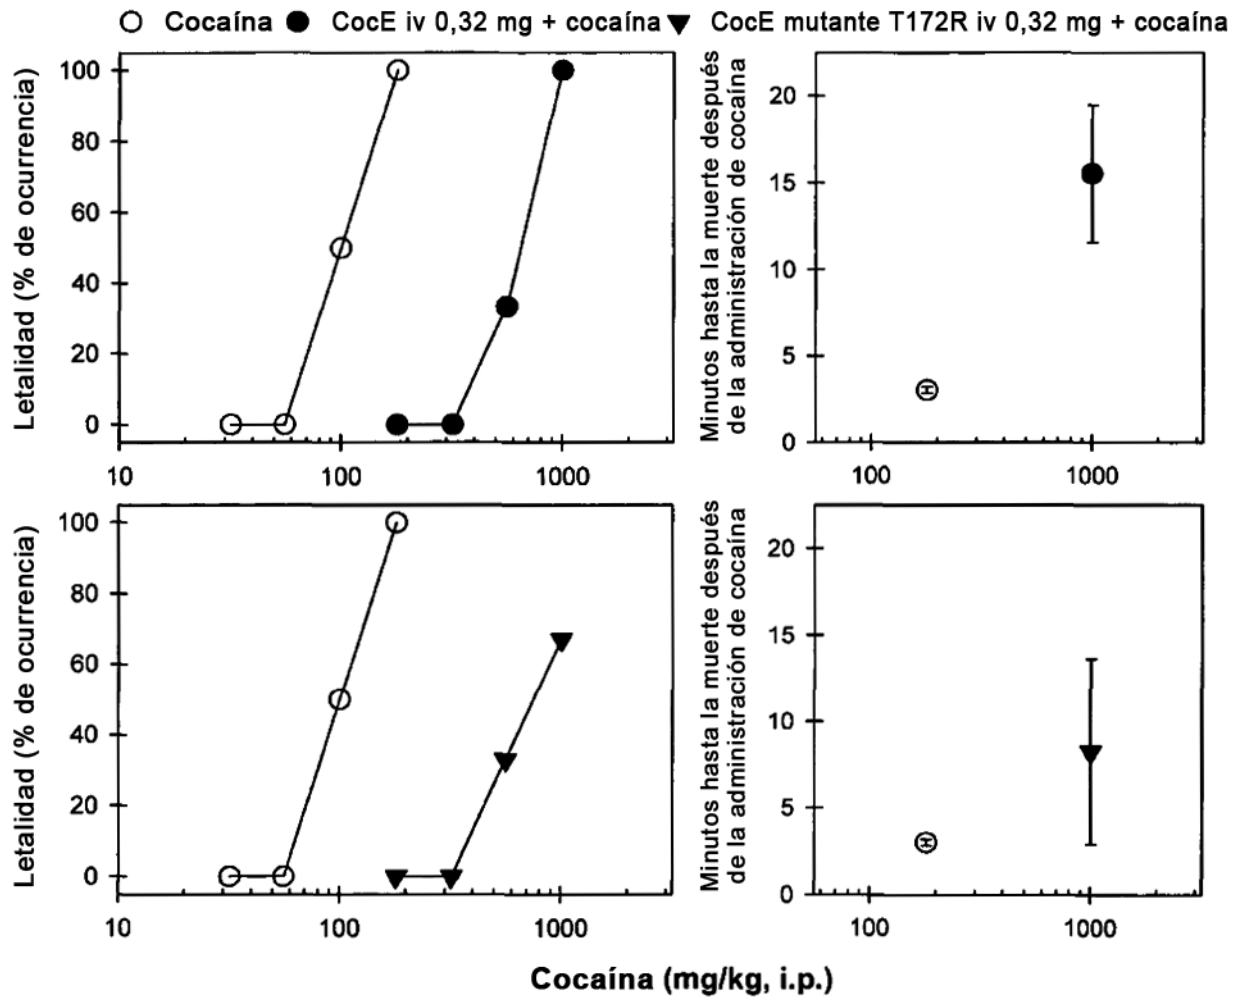 Cocaína CocE iv 0,32 mg + cocaína CocE mutante T172R iv 0,32 mg + cocaína
Letalidad (% de ocurrencia)
100
80
60
40
20
0
10 100 1000
Minutos hasta la muerte después
de la administración de cocaína
20
15
10
5
0
100 1000
Letalidad (% de ocurrencia)
100
80
60
40
20
0
10 100 1000
Minutos hasta la muerte después
de la administración de cocaína
20
15
10
5
0
100 1000
Cocaína (mg/kg, i.p.)